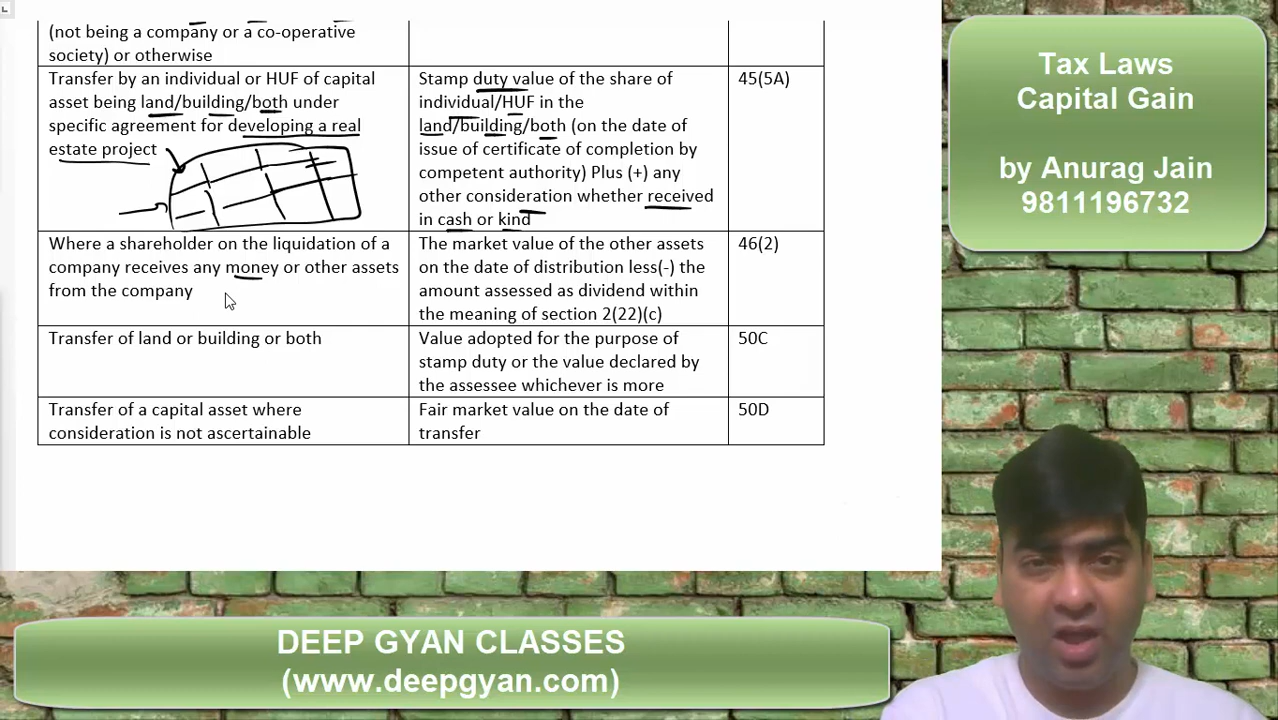 (not being a company or a co-operative
society) or otherwise
Transfer by an individual or HUF of capital
asset being land/building/both under
specific agreement for developing a real
estate project
Stamp duty value of the share of
individual/HUF in the
land/building/both (on the date of
issue of certificate of completion by
competent authority) Plus (+) any
other consideration whether received
in cash or kind
45(5A)
Where a shareholder on the liquidation of a
company receives any money or other assets
from the company
The market value of the other assets
on the date of distribution less(-) the
amount assessed as dividend within
the meaning of section 2(22)(c)
46(2)
Transfer of land or building or both
Value adopted for the purpose of
stamp duty or the value declared by
the assessee whichever is more
50C
Transfer of a capital asset where
consideration is not ascertainable
Fair market value on the date of
transfer
50D
Tax Laws
Capital Gain
by Anurag Jain
9811196732
DEEP GYAN CLASSES
(www.deepgyan.com)